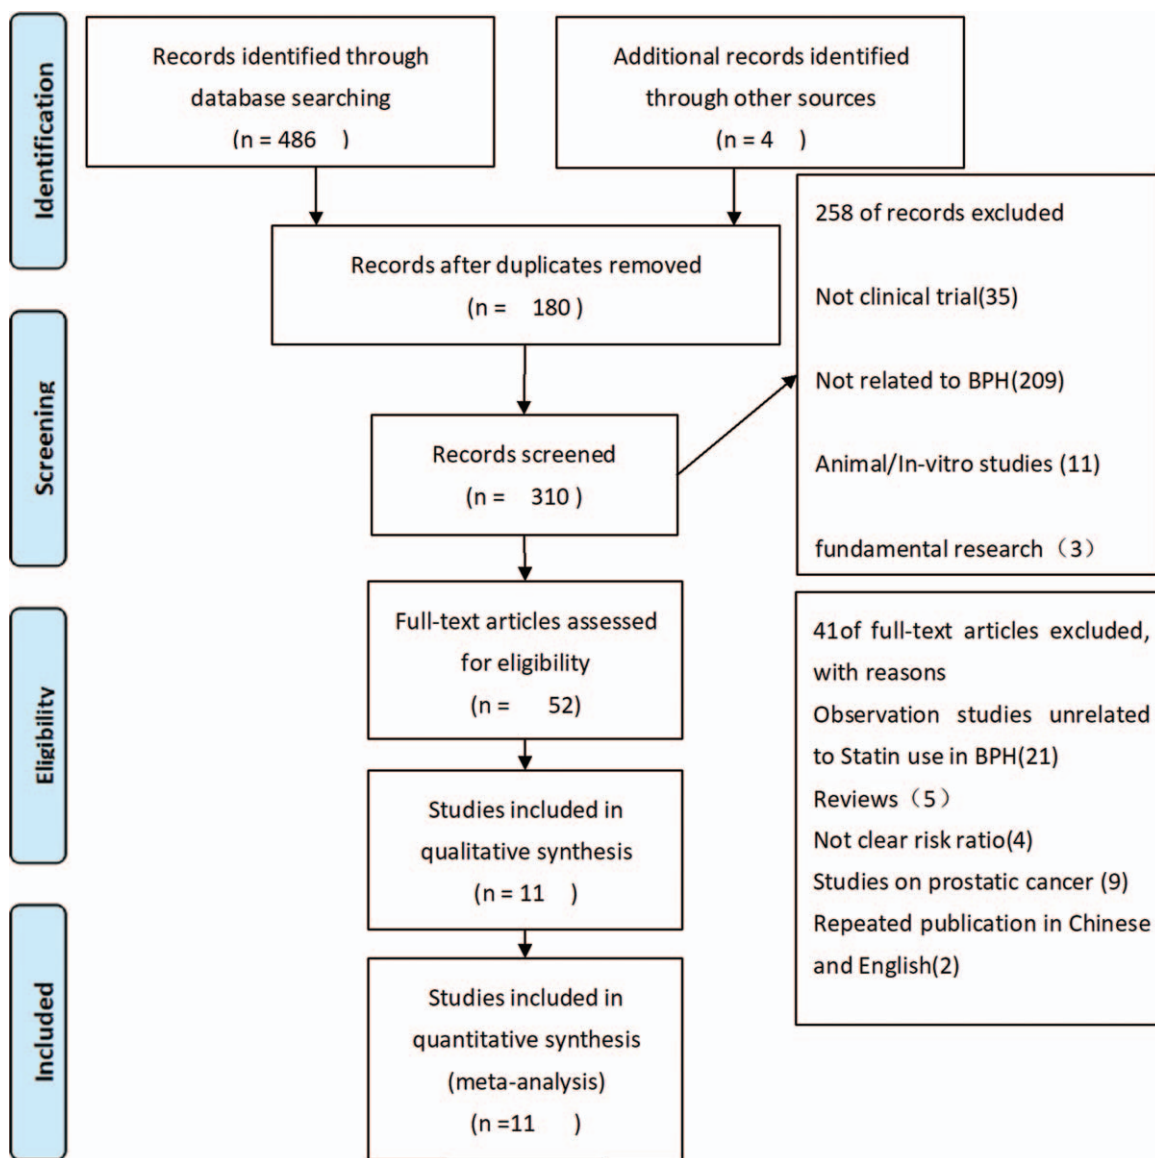 Identification
Records identified through
database searching
(n = 486 )
Additional records identified
through other sources
(n = 4 )
Records after duplicates removed
(n = 180 )
258 of records excluded
Not clinical trial(35)
Not related to BPH(209)
Animal/In-vitro studies (11)
fundamental research（3）
Screening
Records screened
(n = 310 )
Eligibility
Full-text articles assessed
for eligibility
(n = 52)
41of full-text articles excluded,
with reasons
Observation studies unrelated
to Statin use in BPH(21)
Reviews（5）
Not clear risk ratio(4)
Studies on prostatic cancer (9)
Repeated publication in Chinese
and English(2)
Studies included in
qualitative synthesis
(n = 11 )
Included
Studies included in
quantitative synthesis
(meta-analysis)
(n =11 )